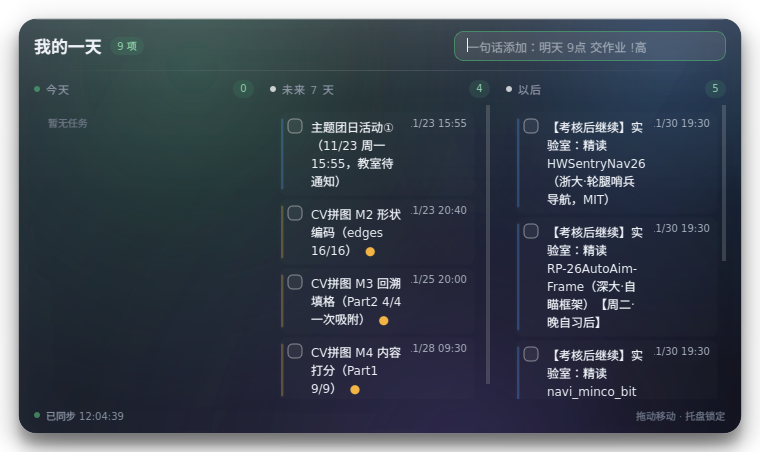 我的一天 9 项
一句话添加：明天 9点 交作业 !高
今天 0
暂无任务
未来 7 天 4
主题团日活动① 1/23 15:55
（11/23 周一
15:55，教室待
通知）
CV拼图 M2 形状 1/23 20:40
编码（edges
16/16）
CV拼图 M3 回溯 1/25 20:00
填格（Part2 4/4
一次吸附）
CV拼图 M4 内容 1/28 09:30
打分（Part1
9/9）
以后 5
【考核后继续】实 1/30 19:30
验室：精读
HWSentryNav26
（浙大·轮腿哨兵
导航，MIT）
【考核后继续】实 1/30 19:30
验室：精读
RP-26AutoAim-
Frame（深大·自
瞄框架）【周二·
晚自习后】
【考核后继续】实 1/30 19:30
验室：精读
navi_minco_bit
已同步 12:04:39
拖动移动 · 托盘锁定